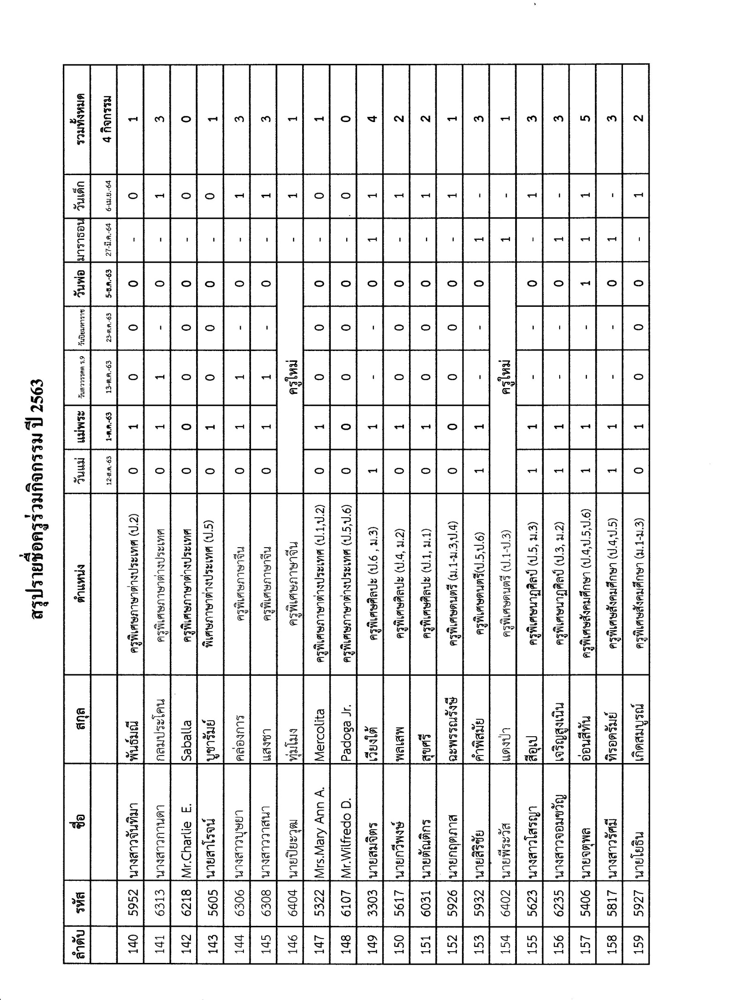 สรุปรายชื่อครูร่วมกิจกรรม ปี 2563
ลำดับ รหัส ชื่อ สกุล ตำแหน่ง วันแม่ แม่พระ วันสวรรคต ร.9 วันปิยมหาราช วันพ่อ มาราธอน วันเด็ก รวมทั้งหมด
12-ส.ค.-63 1-ต.ค.-63 13-ต.ค.-63 23-ต.ค.-63 5-ธ.ค.-63 27-มี.ค.-64 6-เม.ย.-64 4 กิจกรรม
140 5952 นางสาวจันทิมา พันธ์มณี ครูพิเศษภาษาต่างประเทศ (ป.2) 0 1 0 0 0 - 0 1
141 6313 นางสาวกานดา กลมประโคน ครูพิเศษภาษาต่างประเทศ 0 1 1 - 0 - 1 3
142 6218 Mr.Charlie E. Saballa ครูพิเศษภาษาต่างประเทศ 0 0 0 0 0 - 0 0
143 5605 นายสาโรจน์ บูชารัมย์ พิเศษภาษาต่างประเทศ (ป.5) 0 1 0 0 0 - 0 1
144 6306 นางสาวบุษยา คล่องการ ครูพิเศษภาษาจีน 0 1 1 - 0 - 1 3
145 6308 นางสาววาสนา แสงชา ครูพิเศษภาษาจีน 0 1 1 - 0 - 1 3
146 6404 นายปิยะวุฒ ทุ่มโมง ครูพิเศษภาษาจีน ครูใหม่ - 1 1
147 5322 Mrs.Mary Ann A. Mercolita ครูพิเศษภาษาต่างประเทศ (ป.1,ป.2) 0 1 0 0 0 - 0 1
148 6107 Mr.Wilfredo D. Padoga Jr. ครูพิเศษภาษาต่างประเทศ (ป.5,ป.6) 0 0 0 0 0 - 0 0
149 3303 นายสมจิตร เวียงใต้ ครูพิเศษศิลปะ (ป.6 , ม.3) 1 1 - - 0 1 1 4
150 5617 นายกวีพงษ์ พลเสพ ครูพิเศษศิลปะ (ป.4, ม.2) 0 1 0 0 0 - 1 2
151 6031 นายตัณติกร สุขศรี ครูพิเศษศิลปะ (ป.1, ม.1) 0 1 0 0 0 - 1 2
152 5926 นายกฤตภาส ฉะพรรณรังษี ครูพิเศษดนตรี (ม.1-ม.3,ป.4) 0 0 0 0 0 - 1 1
153 5932 นายสิริชัย คำพิสมัย ครูพิเศษดนตรี(ป.5,ป.6) 1 1 - - 0 1 - 3
154 6402 นายพีระวัส แดงป่า ครูพิเศษดนตรี (ป.1-ป.3) ครูใหม่ 1 - 1
155 5623 นางสาวโสรญา สีอุเป ครูพิเศษนาฏศิลป์ (ป.5, ม.3) 1 1 - - 0 - 1 3
156 6235 นางสาวจอมขวัญ เจริญสูงเนิน ครูพิเศษนาฏศิลป์ (ป.3, ม.2) 1 1 - - 0 1 - 3
157 5406 นายจตุพล อ่อนสีทัน ครูพิเศษสังคมศึกษา (ป.4,ป.5,ป.6) 1 1 - - 1 1 1 5
158 5817 นางสาวรัศมี ทิรอดรัมย์ ครูพิเศษสังคมศึกษา (ป.4,ป.5) 1 1 - - 0 1 - 3
159 5927 นายโยธิน เกิดสมบูรณ์ ครูพิเศษสังคมศึกษา (ม.1-ม.3) 0 1 0 0 0 - 1 2